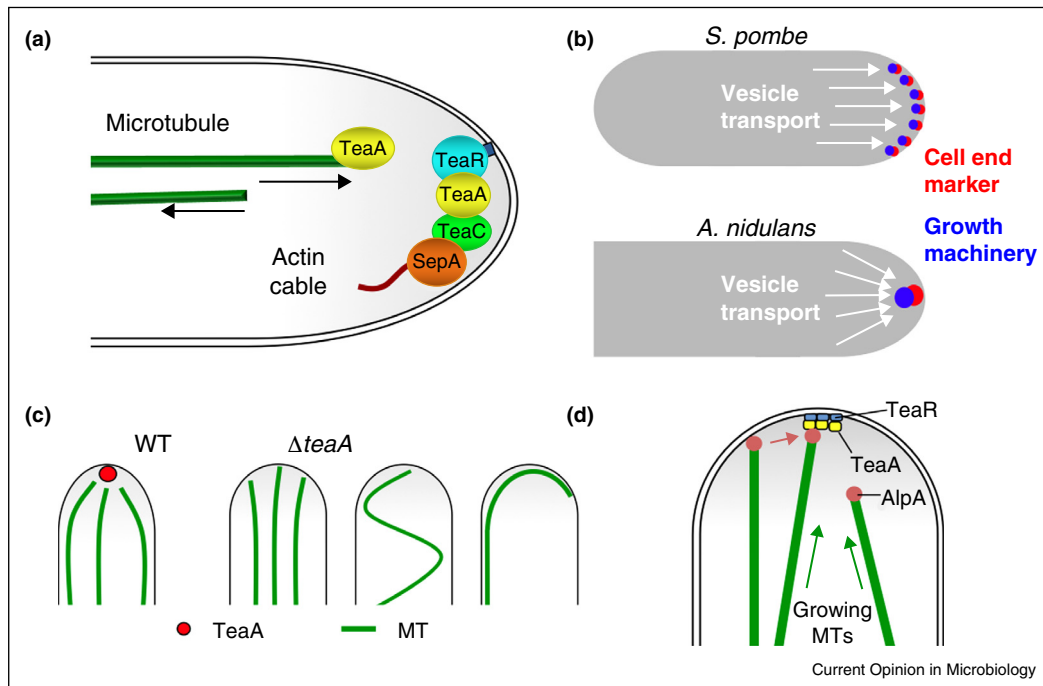 (a)
Microtubule
TeaA
TeaR
TeaA
TeaC
SepA
Actin
cable
(b)
S. pombe
Vesicle
transport
Cell end
marker
Growth
machinery
A. nidulans
Vesicle
transport
(c)
WT
ΔteaA
TeaA
MT
(d)
TeaR
TeaA
AlpA
Growing
MTs
Current Opinion in Microbiology